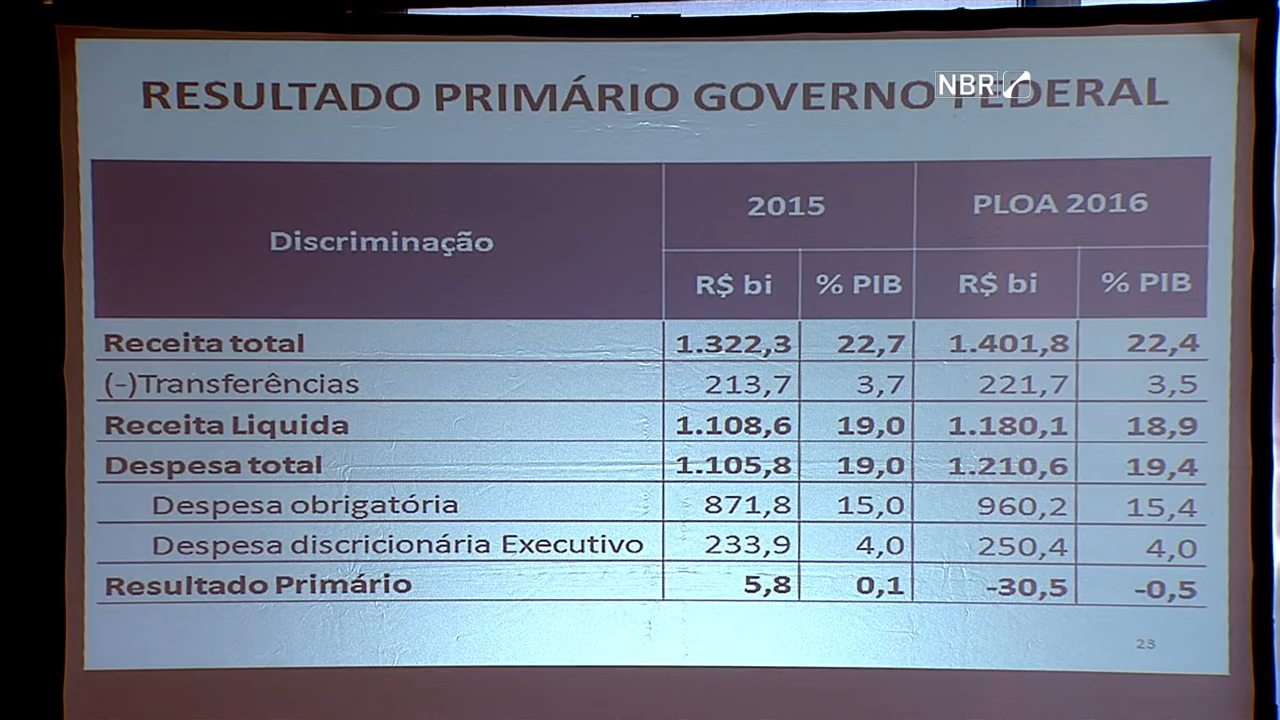 NBR
RESULTADO PRIMÁRIO GOVERNO FEDERAL
Discriminação 2015 PLOA 2016
R$ bi % PIB R$ bi % PIB
Receita total 1.322,3 22,7 1.401,8 22,4
(-)Transferências 213,7 3,7 221,7 3,5
Receita Liquida 1.108,6 19,0 1.180,1 18,9
Despesa total 1.105,8 19,0 1.210,6 19,4
Despesa obrigatória 871,8 15,0 960,2 15,4
Despesa discricionária Executivo 233,9 4,0 250,4 4,0
Resultado Primário 5,8 0,1 -30,5 -0,5
23